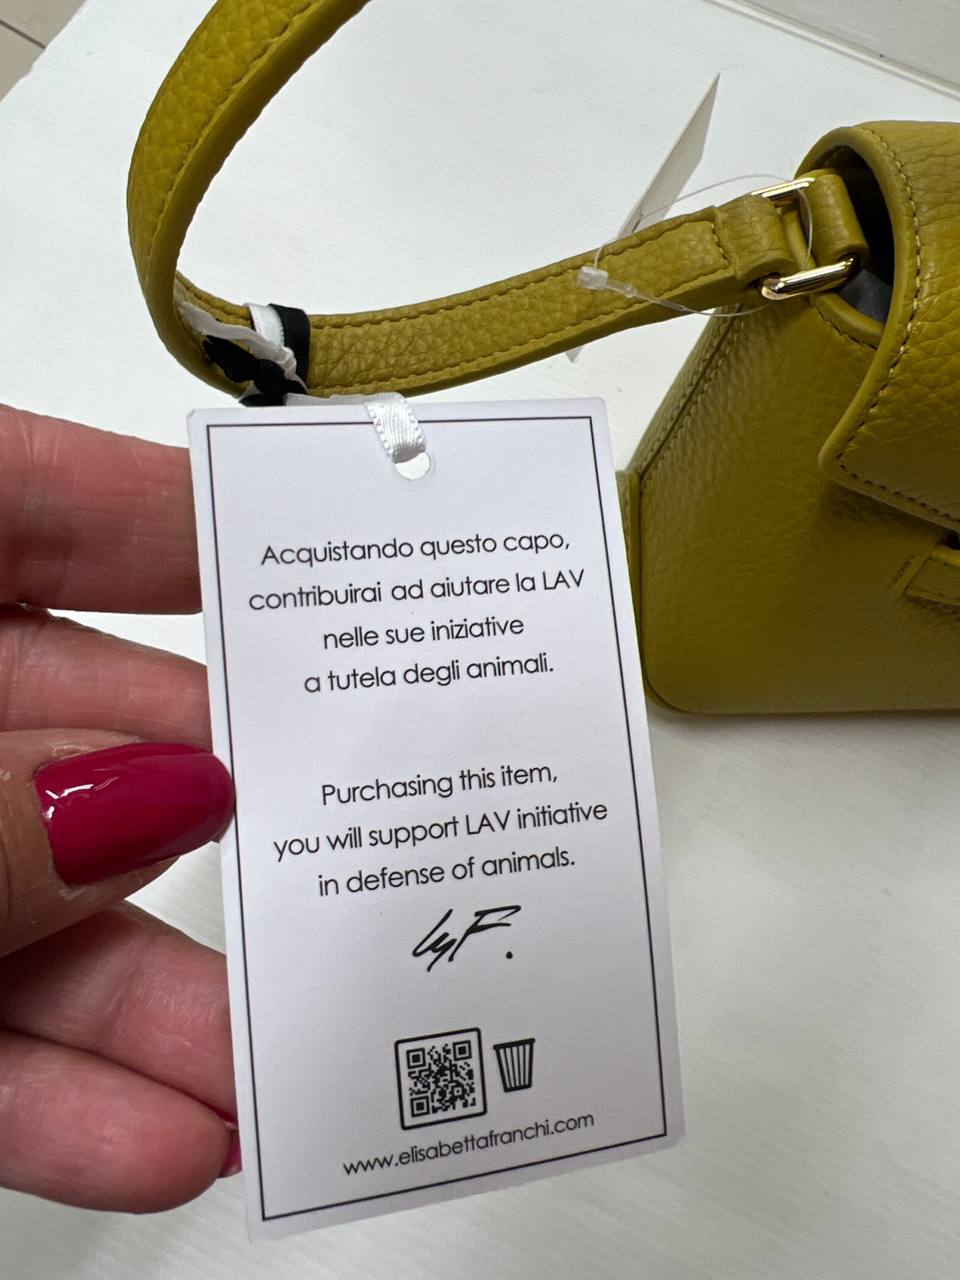 Acquistando questo capo,
contribuirai ad aiutare la LAV
nelle sue iniziative
a tutela degli animali.
Purchasing this item,
you will support LAV initiative
in defense of animals.
www.elisabettafranchi.com